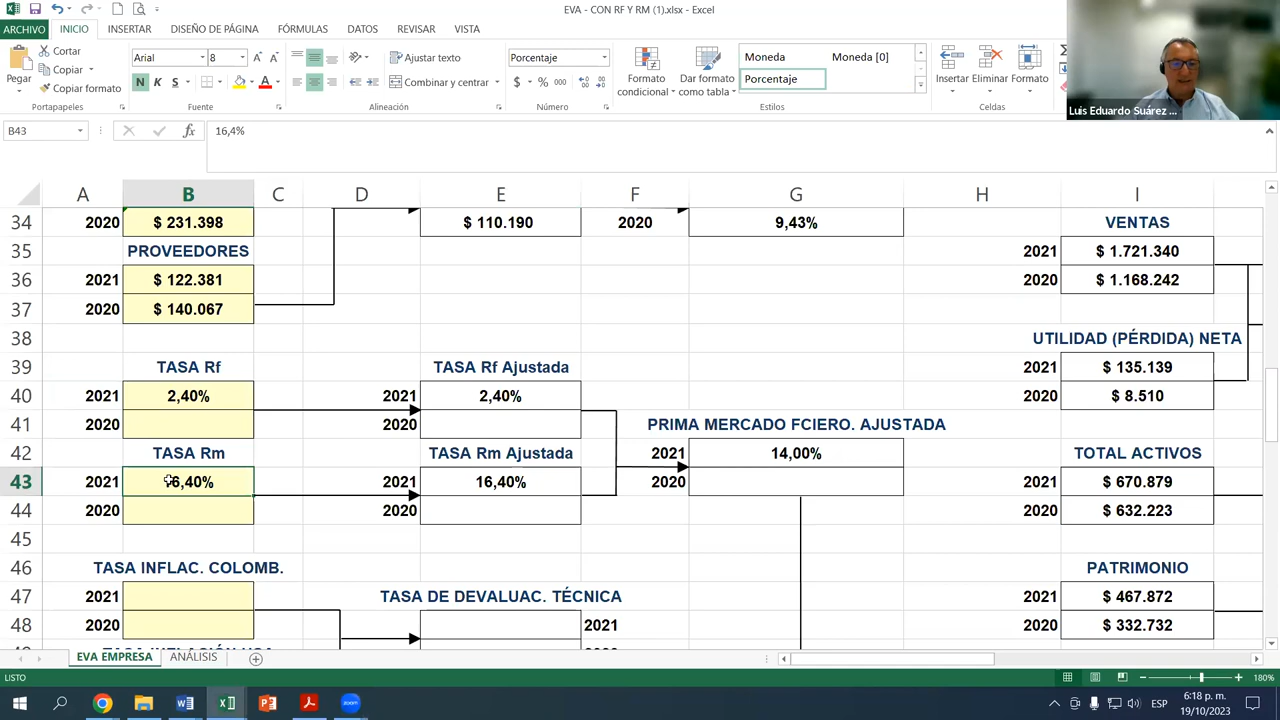 EVA - CON RF Y RM (1).xlsx - Excel
ARCHIVO INICIO INSERTAR DISEÑO DE PÁGINA FÓRMULAS DATOS REVISAR VISTA
Pegar
Cortar
Copiar
Copiar formato
Portapapeles
Arial 8
N K S
Fuente
Ajustar texto
Combinar y centrar
Alineación
Porcentaje
$ % 000
Número
Formato condicional
Dar formato como tabla
Moneda Moneda [0]
Porcentaje
Estilos
Insertar Eliminar Formato
Celdas
Luis Eduardo Suárez ...
B43 fx 16,4%
A B C D E F G H I
34 2020 $ 231.398 $ 110.190 2020 9,43% VENTAS
35 PROVEEDORES 2021 $ 1.721.340
36 2021 $ 122.381 2020 $ 1.168.242
37 2020 $ 140.067
38 UTILIDAD (PÉRDIDA) NETA
39 TASA Rf TASA Rf Ajustada 2021 $ 135.139
40 2021 2,40% 2021 2,40% 2020 $ 8.510
41 2020 2020 PRIMA MERCADO FCIERO. AJUSTADA
42 TASA Rm TASA Rm Ajustada 2021 14,00% TOTAL ACTIVOS
43 2021 6,40% 2021 16,40% 2020 2021 $ 670.879
44 2020 2020 2020 $ 632.223
45
46 TASA INFLAC. COLOMB. PATRIMONIO
47 2021 TASA DE DEVALUAC. TÉCNICA 2021 $ 467.872
48 2020 2021 2020 $ 332.732
EVA EMPRESA ANÁLISIS
LISTO 180%
ESP 6:18 p. m.
19/10/2023